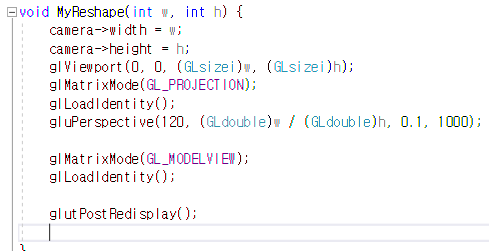 void MyReshape(int w, int h) {
camera->width = w;
camera->height = h;
glViewport(0, 0, (GLsizei)w, (GLsizei)h);
glMatrixMode(GL_PROJECTION);
glLoadIdentity();
gluPerspective(120, (GLdouble)w / (GLdouble)h, 0.1, 1000);
glMatrixMode(GL_MODELVIEW);
glLoadIdentity();
glutPostRedisplay();
}